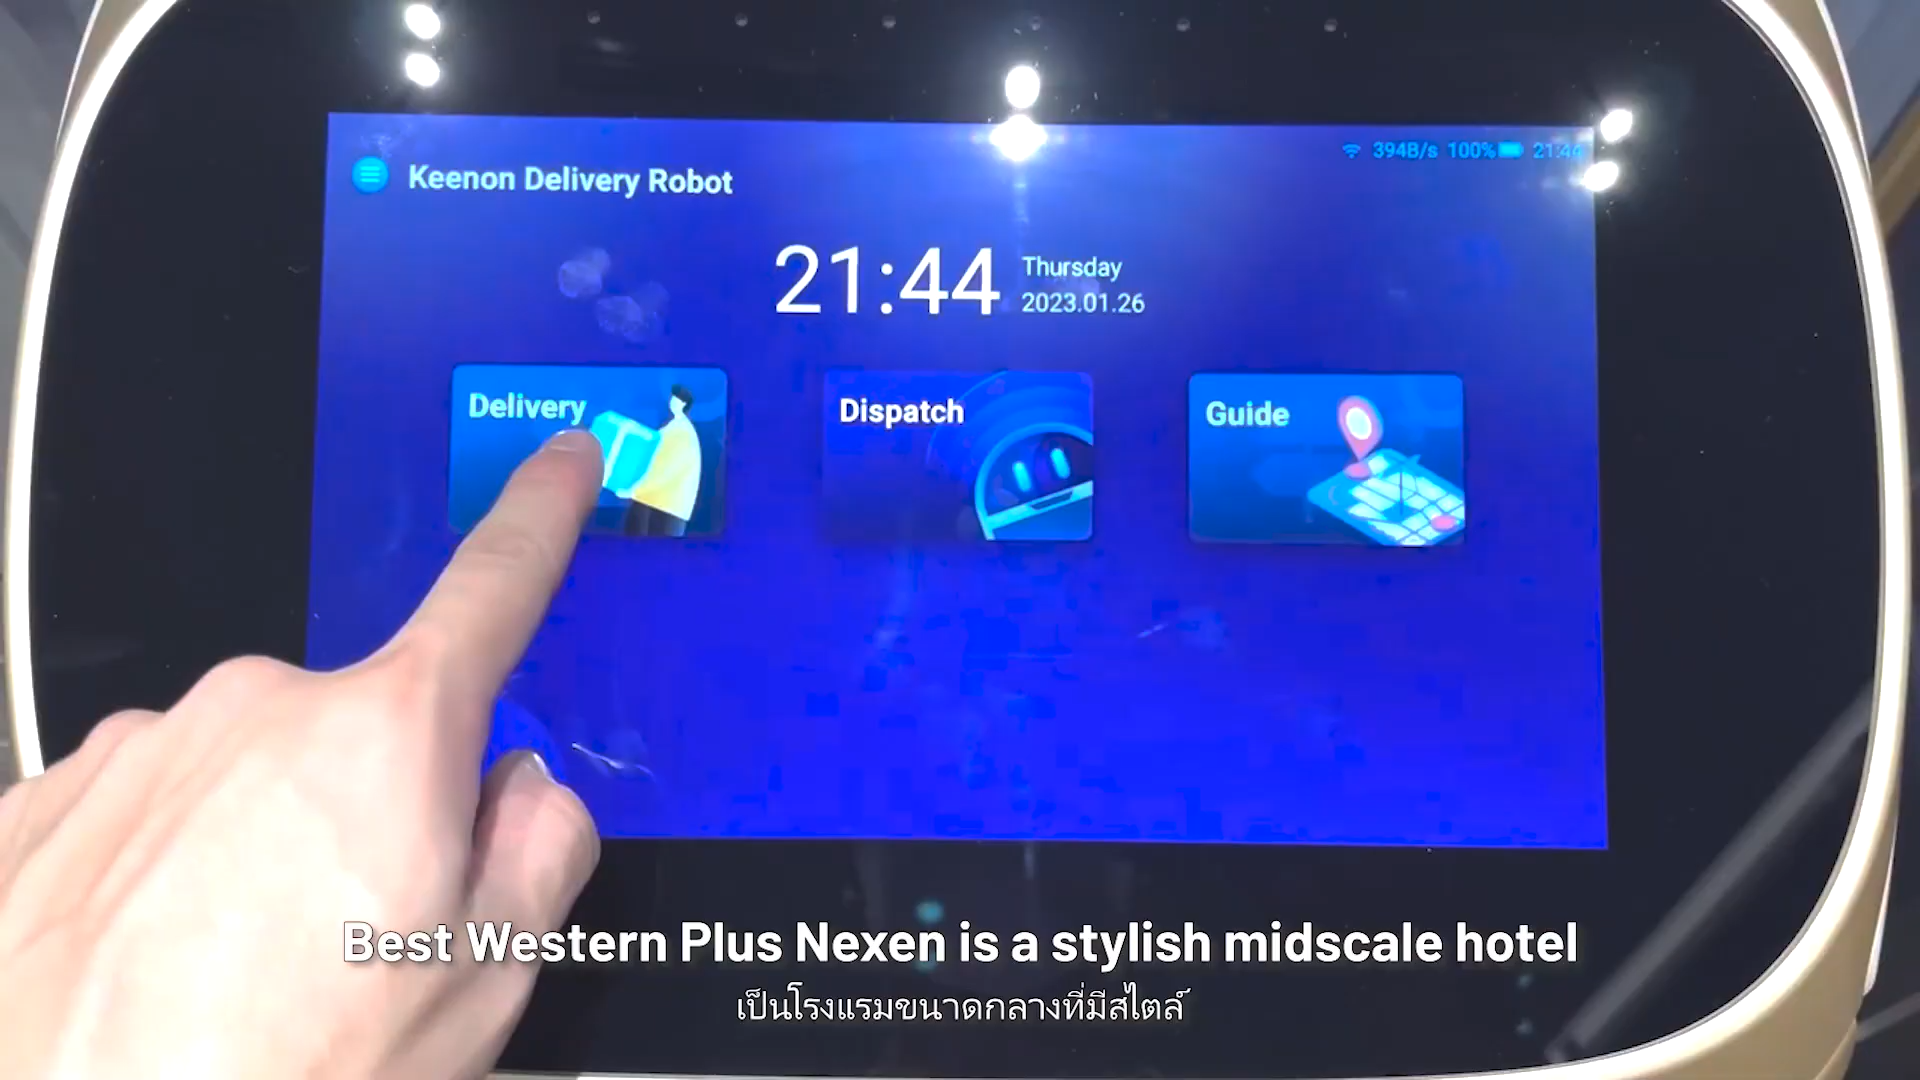 394B/s 100% 21:44
Keenon Delivery Robot
21:44
Thursday
2023.01.26
Delivery
Dispatch
Guide
Best Western Plus Nexen is a stylish midscale hotel
เป็นโรงแรมขนาดกลางที่มีสไตล์